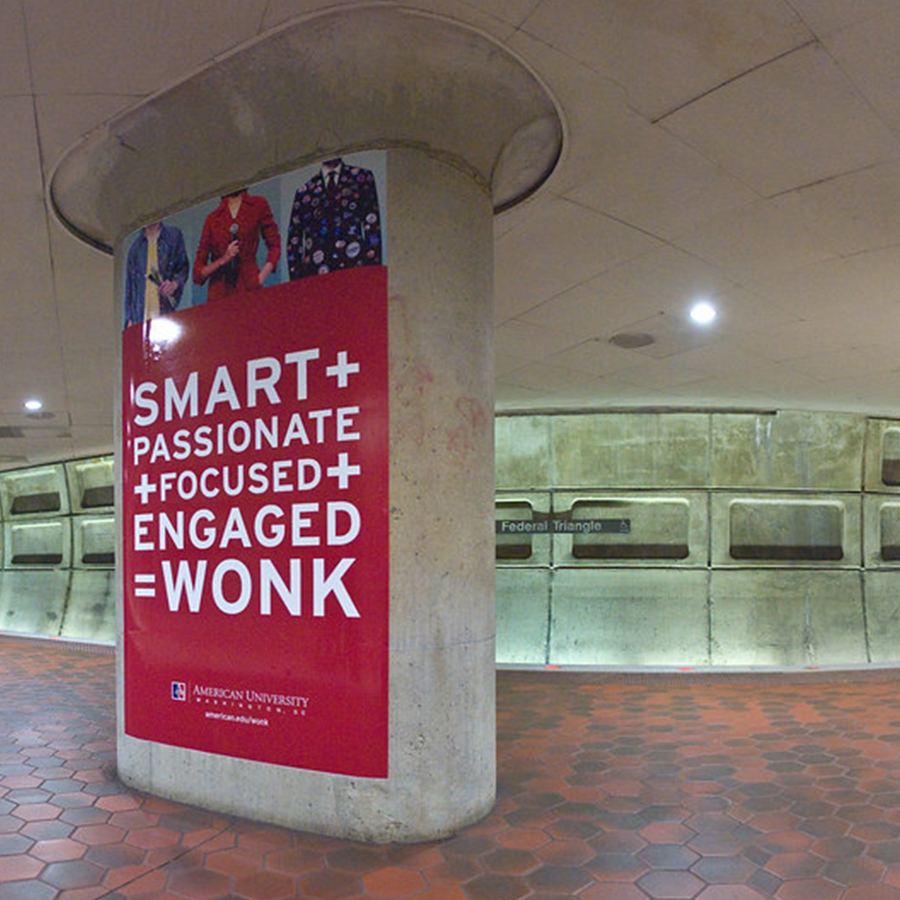 SMART+
PASSIONATE
+FOCUSED+
ENGAGED
=WONK
AMERICAN UNIVERSITY
WASHINGTON, DC
american.edu/wonk
Federal Triangle